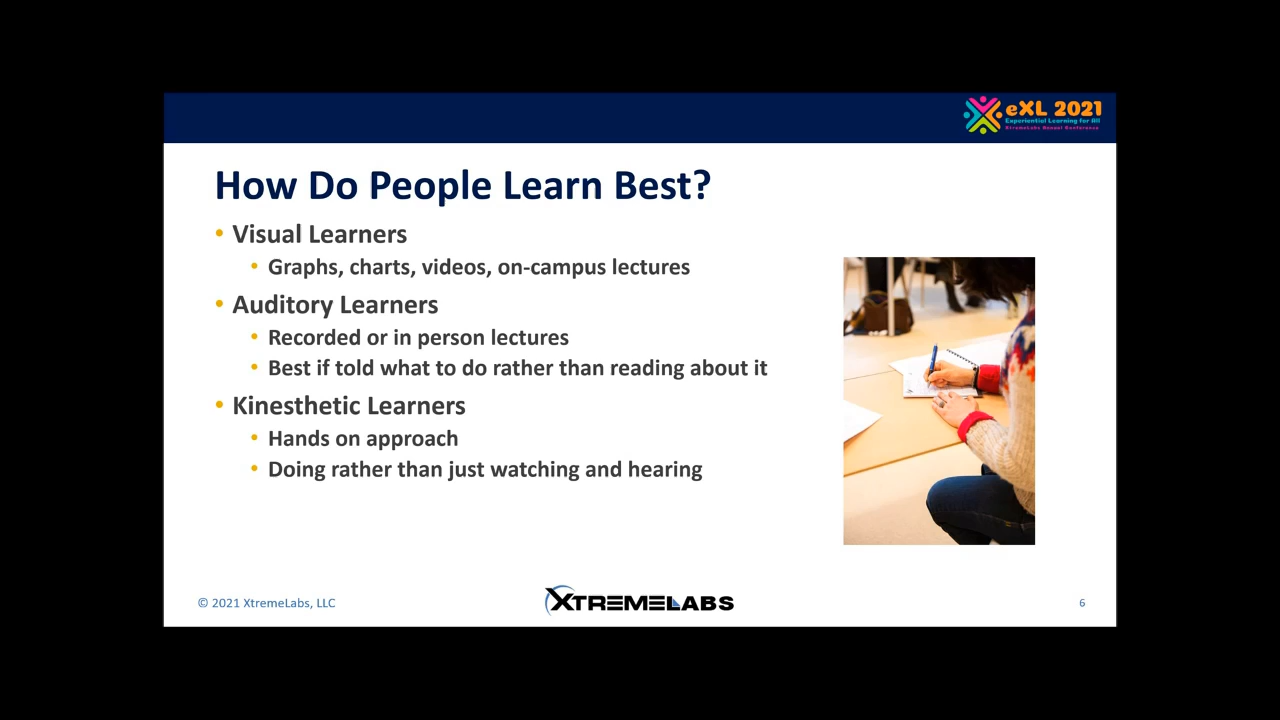 eXL 2021
Experiential Learning for All
XtremeLabs Annual Conference
How Do People Learn Best?
• Visual Learners
• Graphs, charts, videos, on-campus lectures
• Auditory Learners
• Recorded or in person lectures
• Best if told what to do rather than reading about it
• Kinesthetic Learners
• Hands on approach
• Doing rather than just watching and hearing
© 2021 XtremeLabs, LLC
XTREMELABS
6